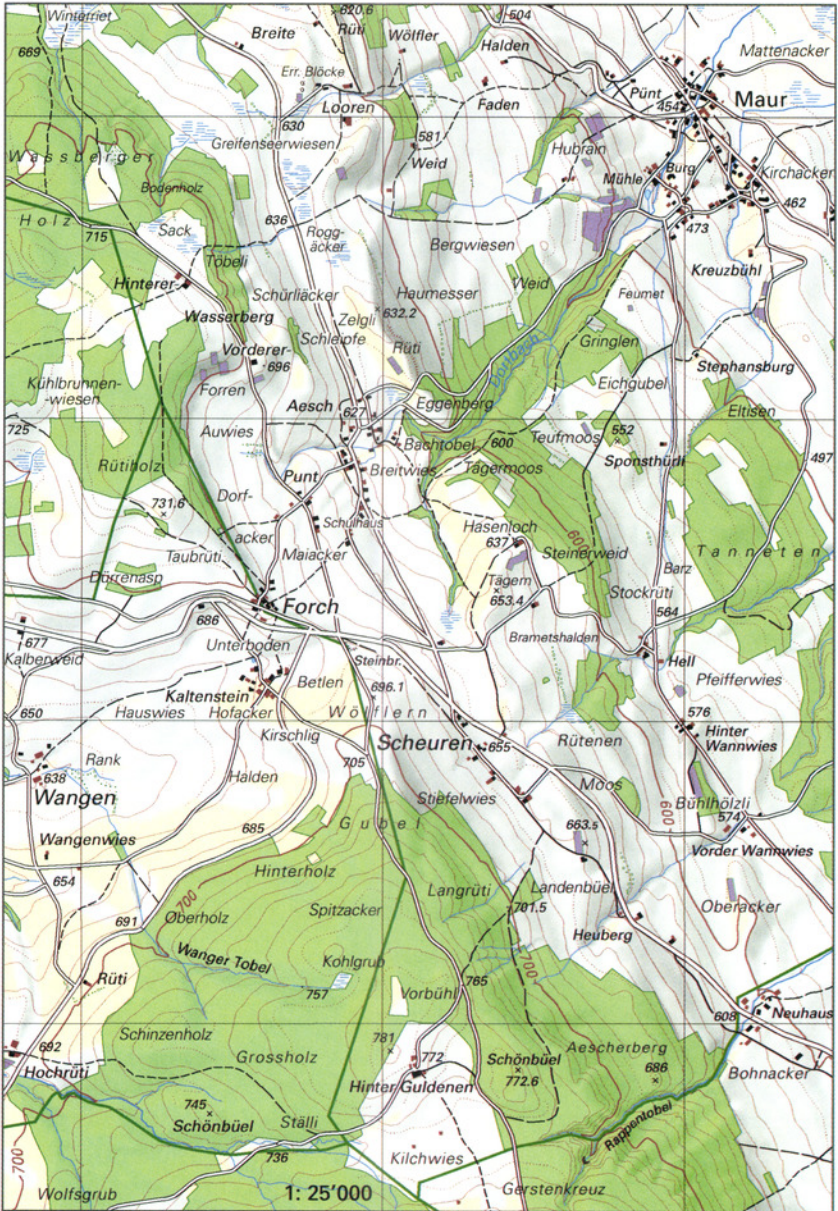 Winterriet
620.6
Rüti
504
Breite
Wölfler
Halden
Mattenacker
669
Err. Blöcke
Looren
Faden
Pünt
454
Maur
630
Greifenseerwiesen
581
Weid
Hubrain
Wassberger
Bodenholz
Mühle
Burg
Kirchacker
636
462
Holz
715
Sack
Töbeli
Roggäcker
Bergwiesen
473
Hinterer-
Schürliäcker
Haumesser
Weid
Feumet
Kreuzbühl
Wasserberg
Zelgli
632.2
Schleipfe
Vorderer-
696
Rüti
Dorfbach
Gringlen
Stephansburg
Kühlbrunnen-
wiesen
Forren
Aesch
627
Eggenberg
Eichgubel
Eltisen
725
Auwies
Bachtobel
600
Teufmoos
552
Sponsthürli
497
Rütiholz
Punt
Breitwies
Tägermoos
731.6
Dorf-
acker
Schulhaus
Hasenloch
637
600
Steinerweid
Tanneten
Taubrüti
Maiacker
Tägern
653.4
Barz
Dürrenasp
Forch
Stockrüti
564
686
677
Kalberweid
Unterboden
Steinbr.
Brametshalden
Hell
Kaltenstein
Betlen
696.1
Pfeifferwies
650
Hauswies
Hofacker
Wölflern
576
Hinter
Wannwies
Kirschlig
Rank
705
Scheuren
655
Rütenen
638
Wangen
Halden
Stiefelwies
Moos
600
Bühlhölzli
574
685
Gubel
Wangenwies
663.5
Vorder Wannwies
Hinterholz
654
Langrüti
Landenbüel
700
701.5
Oberacker
691
Oberholz
Spitzacker
Heuberg
Wanger Tobel
Kohlgrub
700
Rüti
757
Vorbühl
765
608
Neuhaus
Schinzenholz
781
692
Grossholz
772
Schönbüel
772.6
Aescherberg
686
Bohnacker
Hochrüti
Hinter Guldenen
745
Schönbüel
Ställi
Rappentobel
736
Kilchwies
700
Wolfsgrub
1: 25'000
Gerstenkreuz